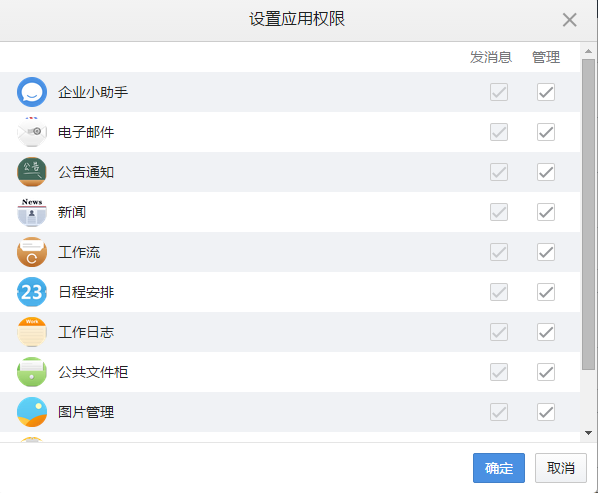 设置应用权限
发消息 管理
企业小助手
电子邮件
公告 公告通知
News 新闻
工作流
23 日程安排
Work 工作日志
公共文件柜
图片管理
确定 取消